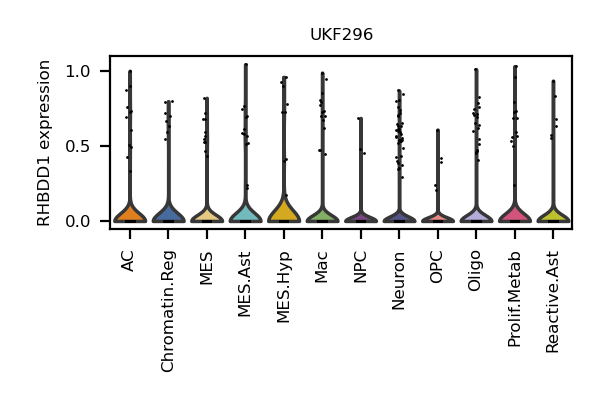 UKF296
RHBDD1 expression
1.0
0.5
0.0
AC
Chromatin.Reg
MES
MES.Ast
MES.Hyp
Mac
NPC
Neuron
OPC
Oligo
Prolif.Metab
Reactive.Ast